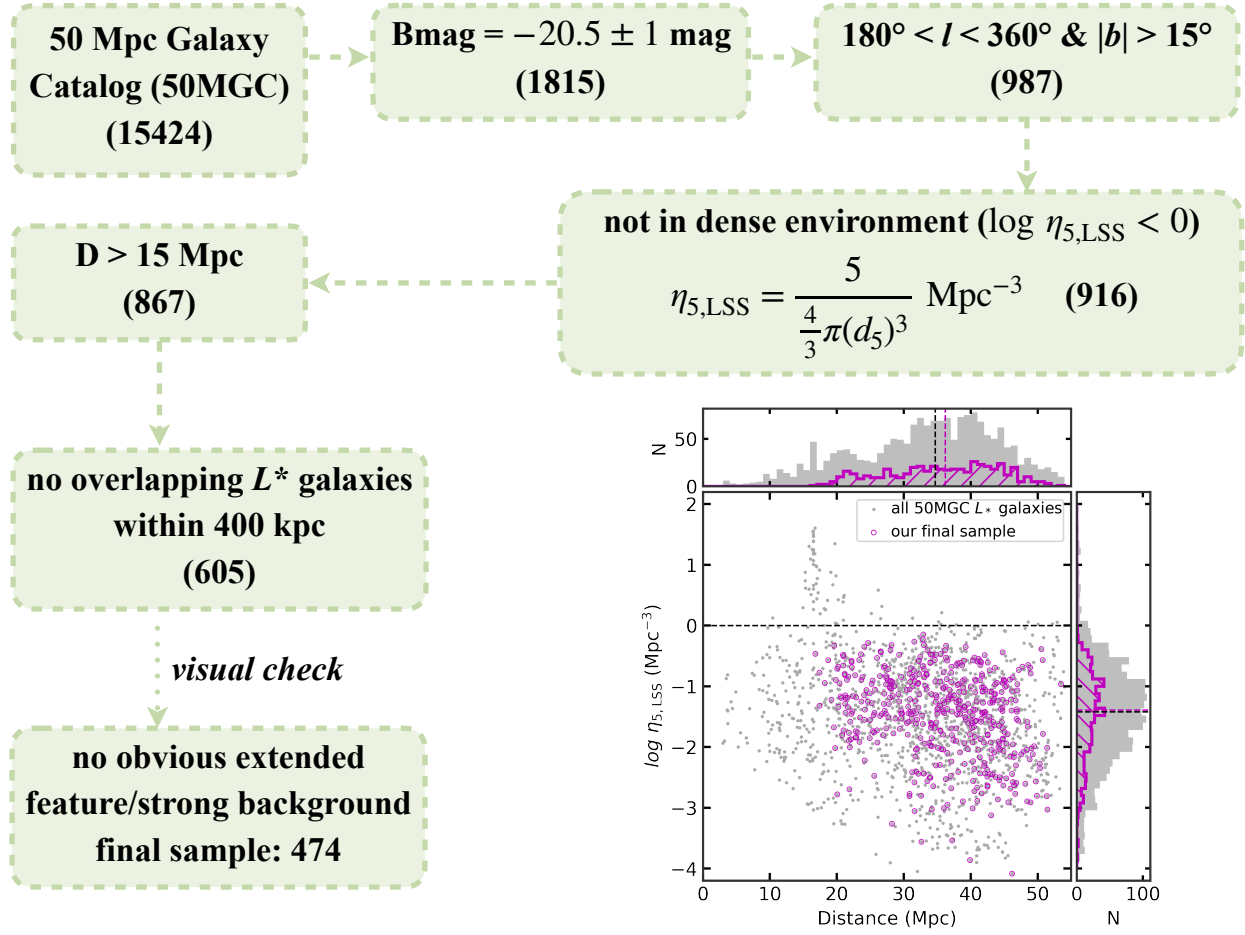 50 Mpc Galaxy
Catalog (50MGC)
(15424)
Bmag = −20.5 ± 1 mag
(1815)
180° < l < 360° & |b| > 15°
(987)
not in dense environment (log η5,LSS < 0)
η5,LSS = 5 / (4/3 π(d5)³) Mpc−3 (916)
D > 15 Mpc
(867)
no overlapping L* galaxies
within 400 kpc
(605)
visual check
no obvious extended
feature/strong background
final sample: 474
N
50
0
all 50MGC L* galaxies
our final sample
log η5, LSS (Mpc−3)
2
1
0
−1
−2
−3
−4
0 10 20 30 40 50
Distance (Mpc)
0 100
N